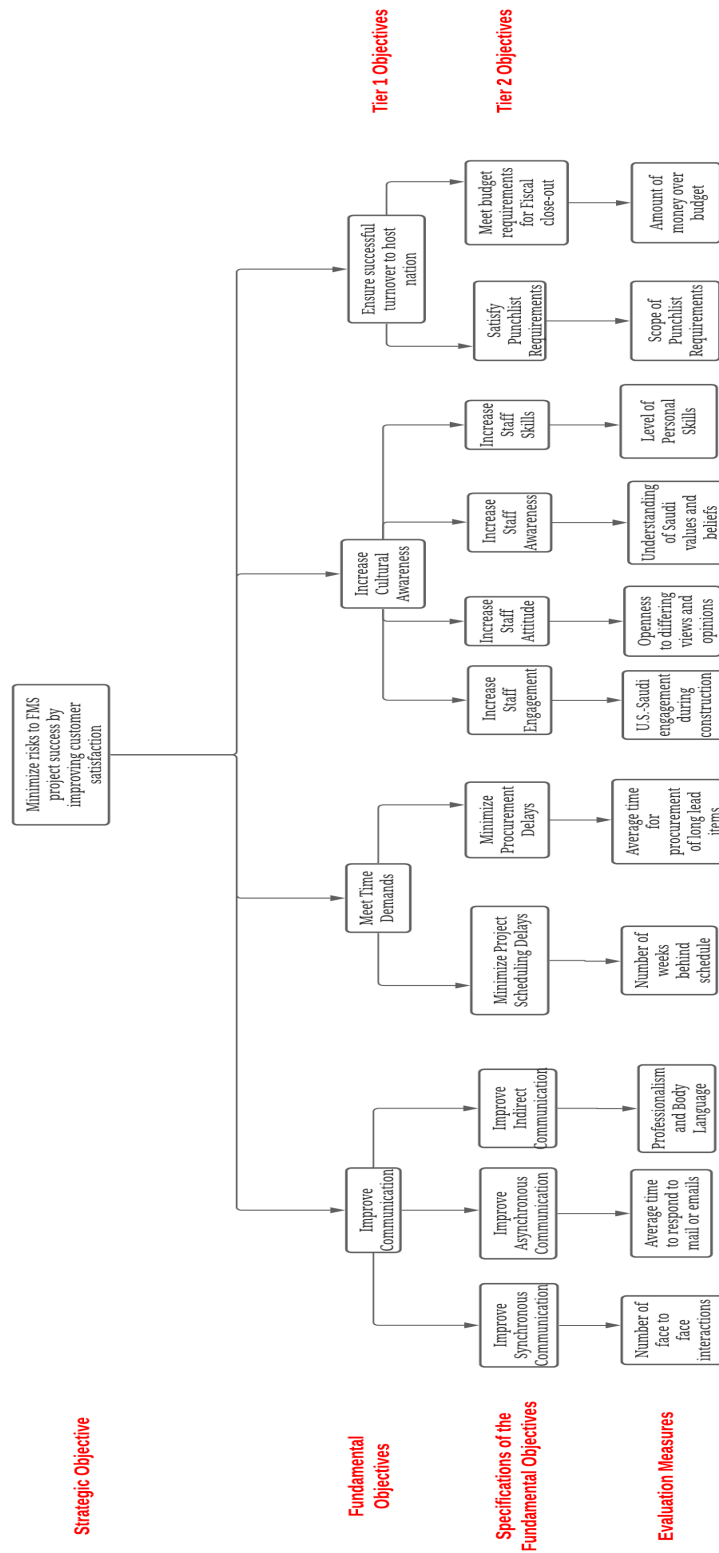 Strategic Objective
Minimize risks to FMS
project success by
improving customer
satisfaction
Fundamental
Objectives
Improve
Communication
Meet Time
Demands
Increase
Cultural
Awareness
Ensure successful
turnover to host
nation
Tier 1 Objectives
Specifications of the
Fundamental Objectives
Improve
Synchronous
Communication
Improve
Asynchronous
Communication
Improve
Indirect
Communication
Minimize Project
Scheduling Delays
Minimize
Procurement
Delays
Increase
Staff
Engagement
Increase
Staff
Attitude
Increase
Staff
Awareness
Increase
Staff
Skills
Satisfy
Punchlist
Requirements
Meet budget
requirements
for Fiscal
close-out
Tier 2 Objectives
Evaluation Measures
Number of
face to
face
interactions
Average time
to respond to
mail or emails
Professionalism
and Body
Language
Number of
weeks
behind
schedule
Average time
for
procurement
of long lead
items
U.S.-Saudi
engagement
during
construction
Openness
to differing
views and
opinions
Understanding
of Saudi
values and
beliefs
Level of
Personal
Skills
Scope of
Punchlist
Requirements
Amount of
money over
budget